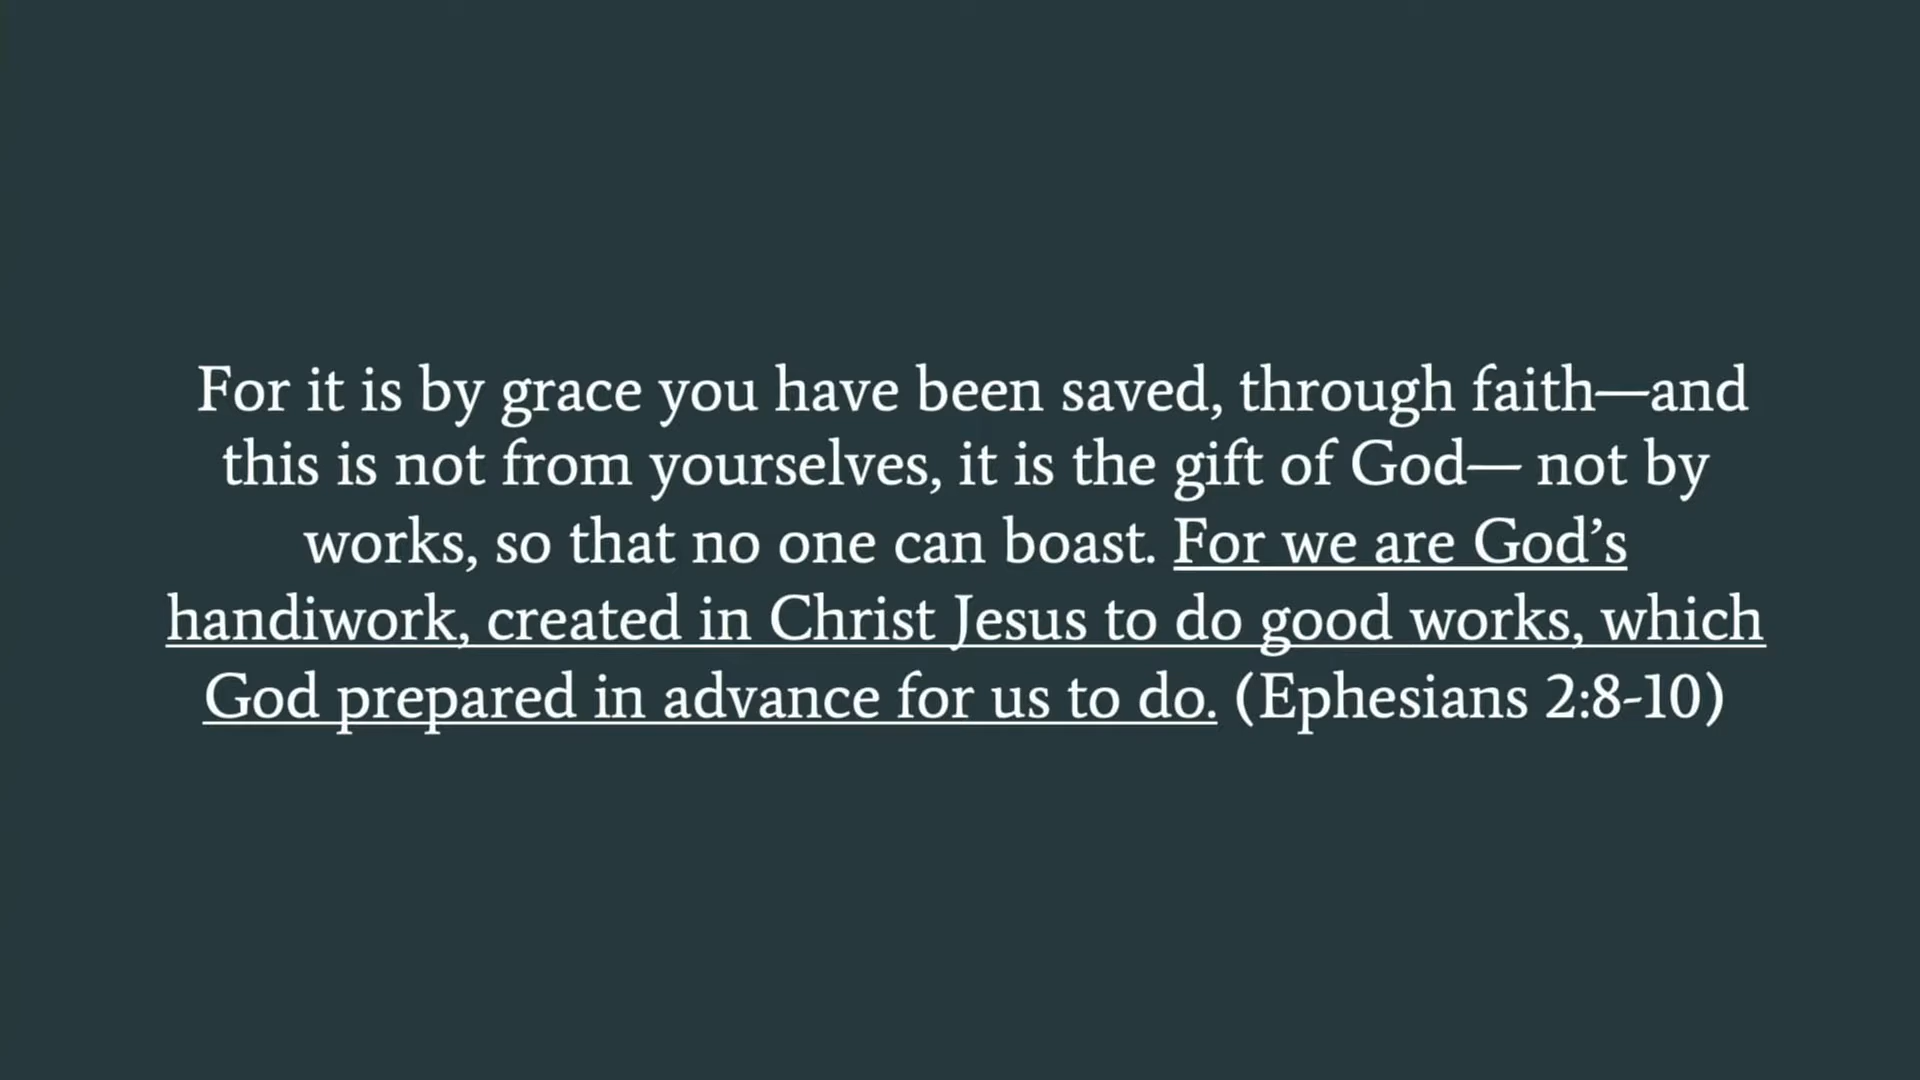 For it is by grace you have been saved, through faith—and
this is not from yourselves, it is the gift of God— not by
works, so that no one can boast. For we are God’s
handiwork, created in Christ Jesus to do good works, which
God prepared in advance for us to do. (Ephesians 2:8-10)